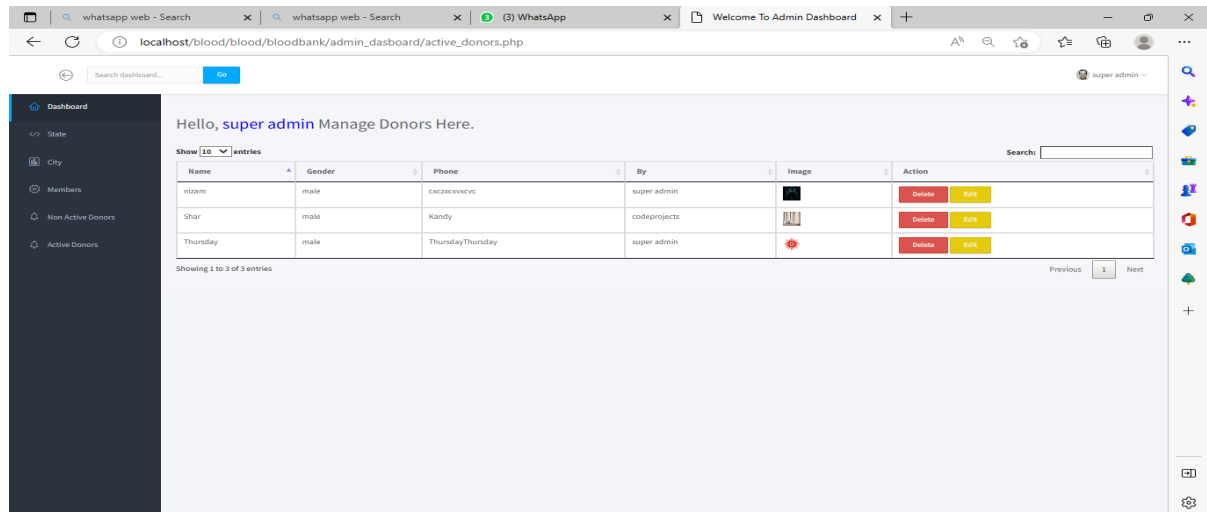 whatsapp web - Search
whatsapp web - Search
3 (3) WhatsApp
Welcome To Admin Dashboard
localhost/blood/blood/bloodbank/admin_dasboard/active_donors.php
Search dashboard...
Go
super admin
Dashboard
State
City
Members
Non Active Donors
Active Donors
Hello, super admin Manage Donors Here.
Show 10 entries
Search:
Name Gender Phone By Image Action
nizam male cxczxcxvxcvc super admin Delete Edit
Shar male Kandy codeprojects Delete Edit
Thursday male ThursdayThursday super admin Delete Edit
Showing 1 to 3 of 3 entries
Previous 1 Next